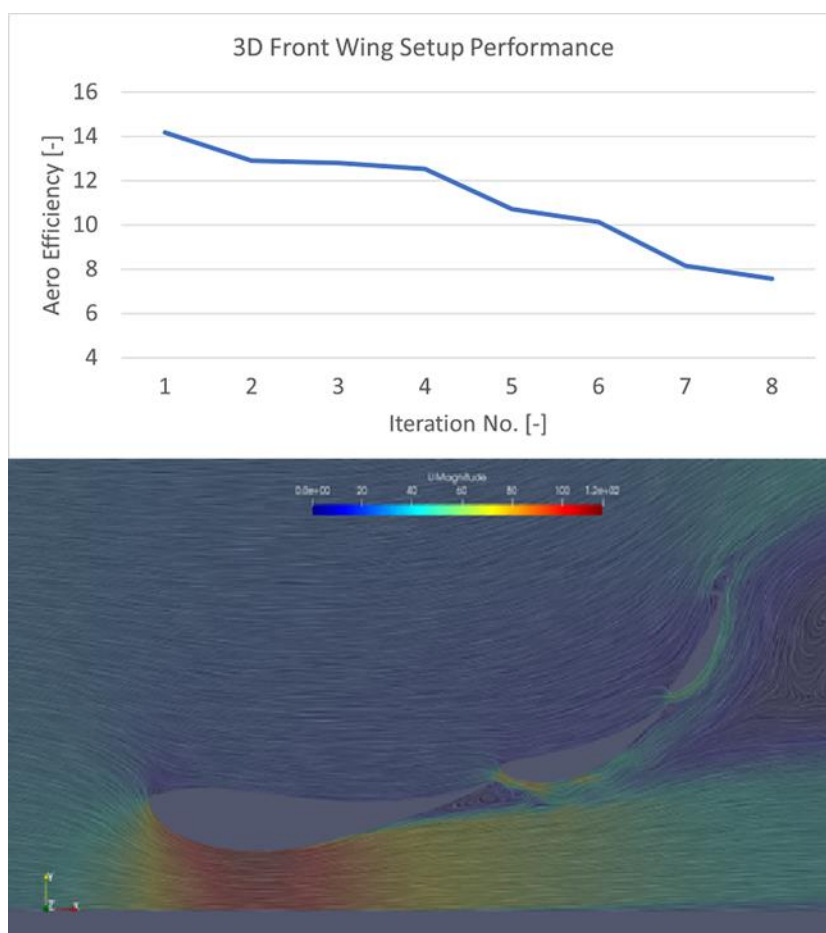 3D Front Wing Setup Performance
Aero Efficiency [-]
16
14
12
10
8
6
4
1 2 3 4 5 6 7 8
Iteration No. [-]
U Magnitude
0.0e+00 20 40 60 80 100 1.2e+02
Y